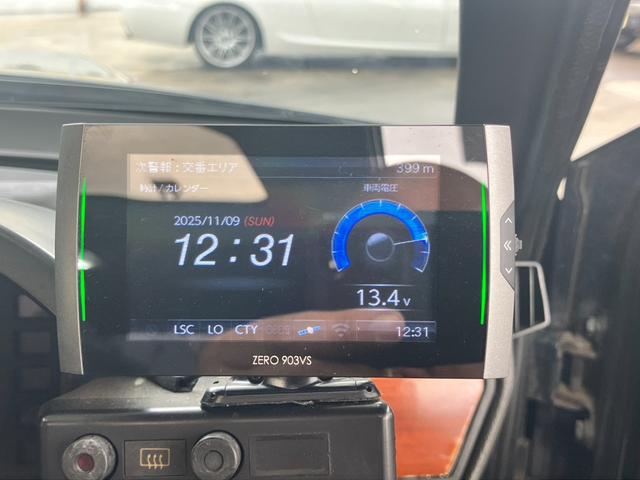 次警報：交番エリア 399 m
時計/カレンダー 車両電圧
2025/11/09 (SUN)
12:31
13.4 v
LSC LO CTY 12:31
ZERO 903VS